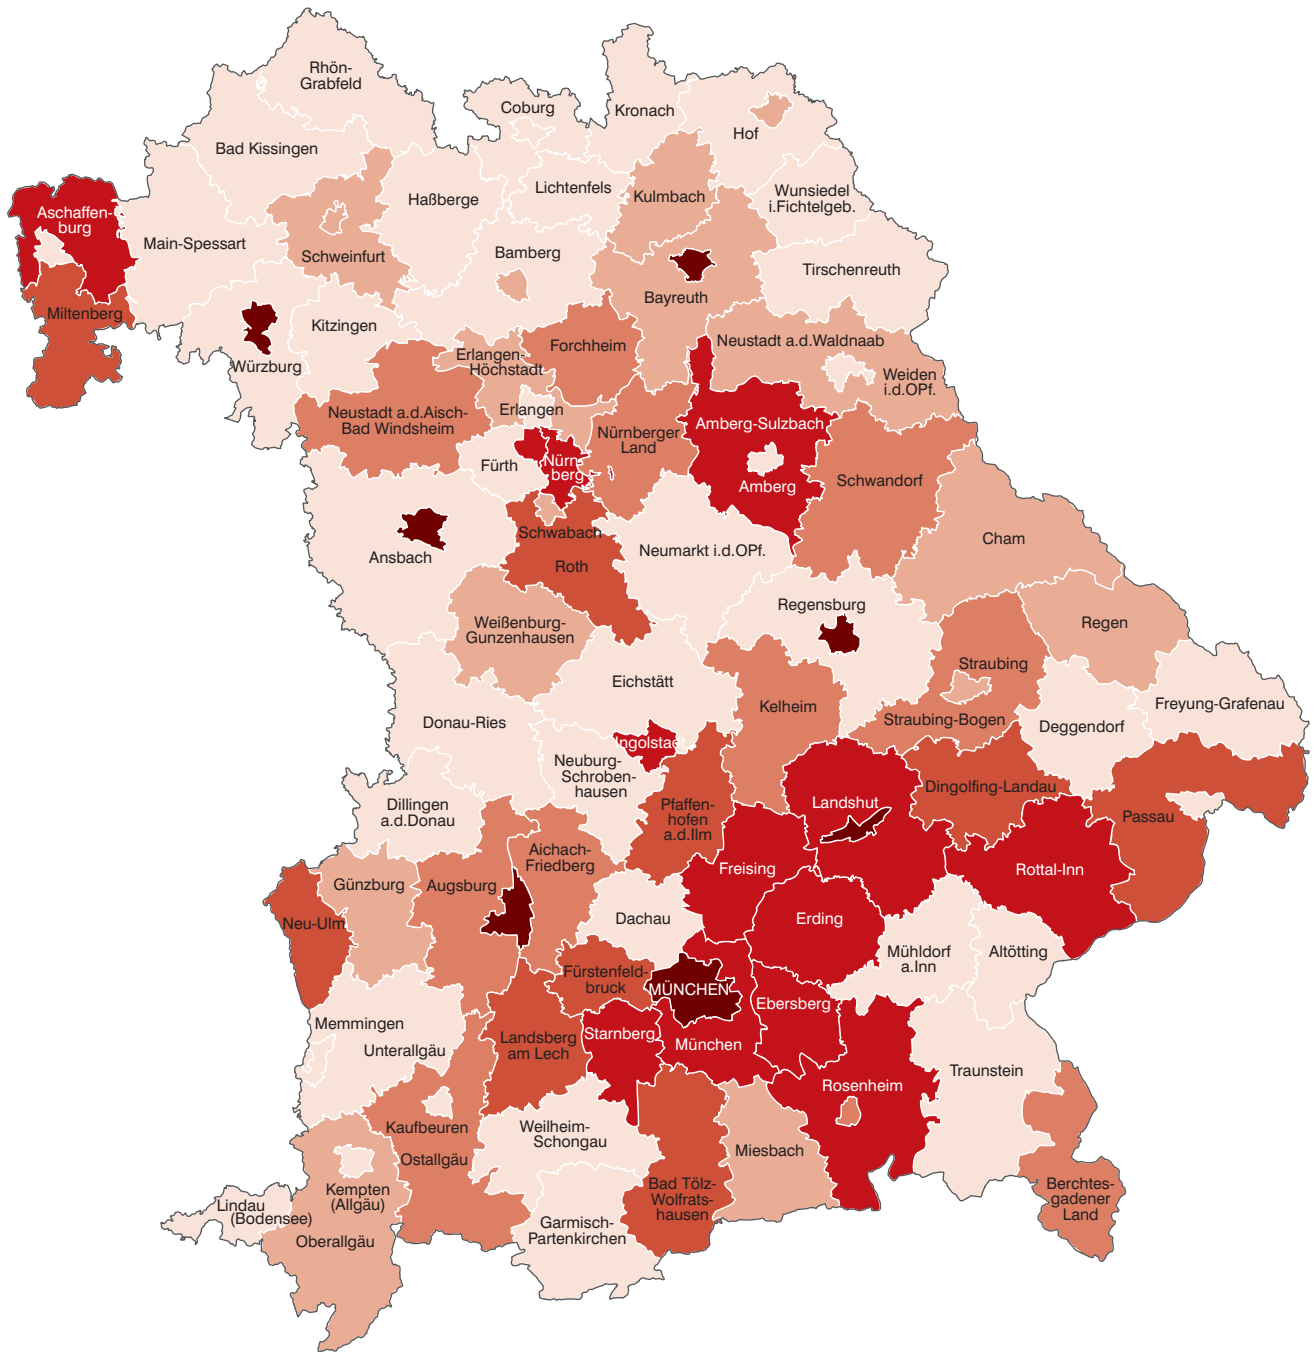 Rhön-
Grabfeld
Coburg
Kronach
Hof
Bad Kissingen
Lichtenfels
Kulmbach
Wunsiedel
i.Fichtelgeb.
Haßberge
Aschaffen-
burg
Main-Spessart
Schweinfurt
Bamberg
Tirschenreuth
Bayreuth
Miltenberg
Kitzingen
Würzburg
Erlangen-
Höchstadt
Forchheim
Neustadt a.d.Waldnaab
Weiden
i.d.OPf.
Neustadt a.d.Aisch-
Bad Windsheim
Erlangen
Nürnberger
Land
Amberg-Sulzbach
Fürth
Nürn-
berg
Amberg
Schwandorf
Ansbach
Schwabach
Roth
Neumarkt i.d.OPf.
Cham
Weißenburg-
Gunzenhausen
Regensburg
Regen
Straubing
Eichstätt
Kelheim
Freyung-Grafenau
Donau-Ries
Straubing-Bogen
Deggendorf
Ingolstadt
Neuburg-
Schroben-
hausen
Dillingen
a.d.Donau
Pfaffen-
hofen
a.d.Ilm
Landshut
Dingolfing-Landau
Passau
Aichach-
Friedberg
Günzburg
Augsburg
Freising
Rottal-Inn
Neu-Ulm
Dachau
Erding
Mühldorf
a.Inn
Altötting
Fürstenfeld-
bruck
MÜNCHEN
Ebersberg
Memmingen
Unterallgäu
Landsberg
am Lech
Starnberg
München
Traunstein
Rosenheim
Kaufbeuren
Weilheim-
Schongau
Miesbach
Ostallgäu
Kempten
(Allgäu)
Bad Tölz-
Wolfrats-
hausen
Berchtes-
gadener
Land
Lindau
(Bodensee)
Oberallgäu
Garmisch-
Partenkirchen